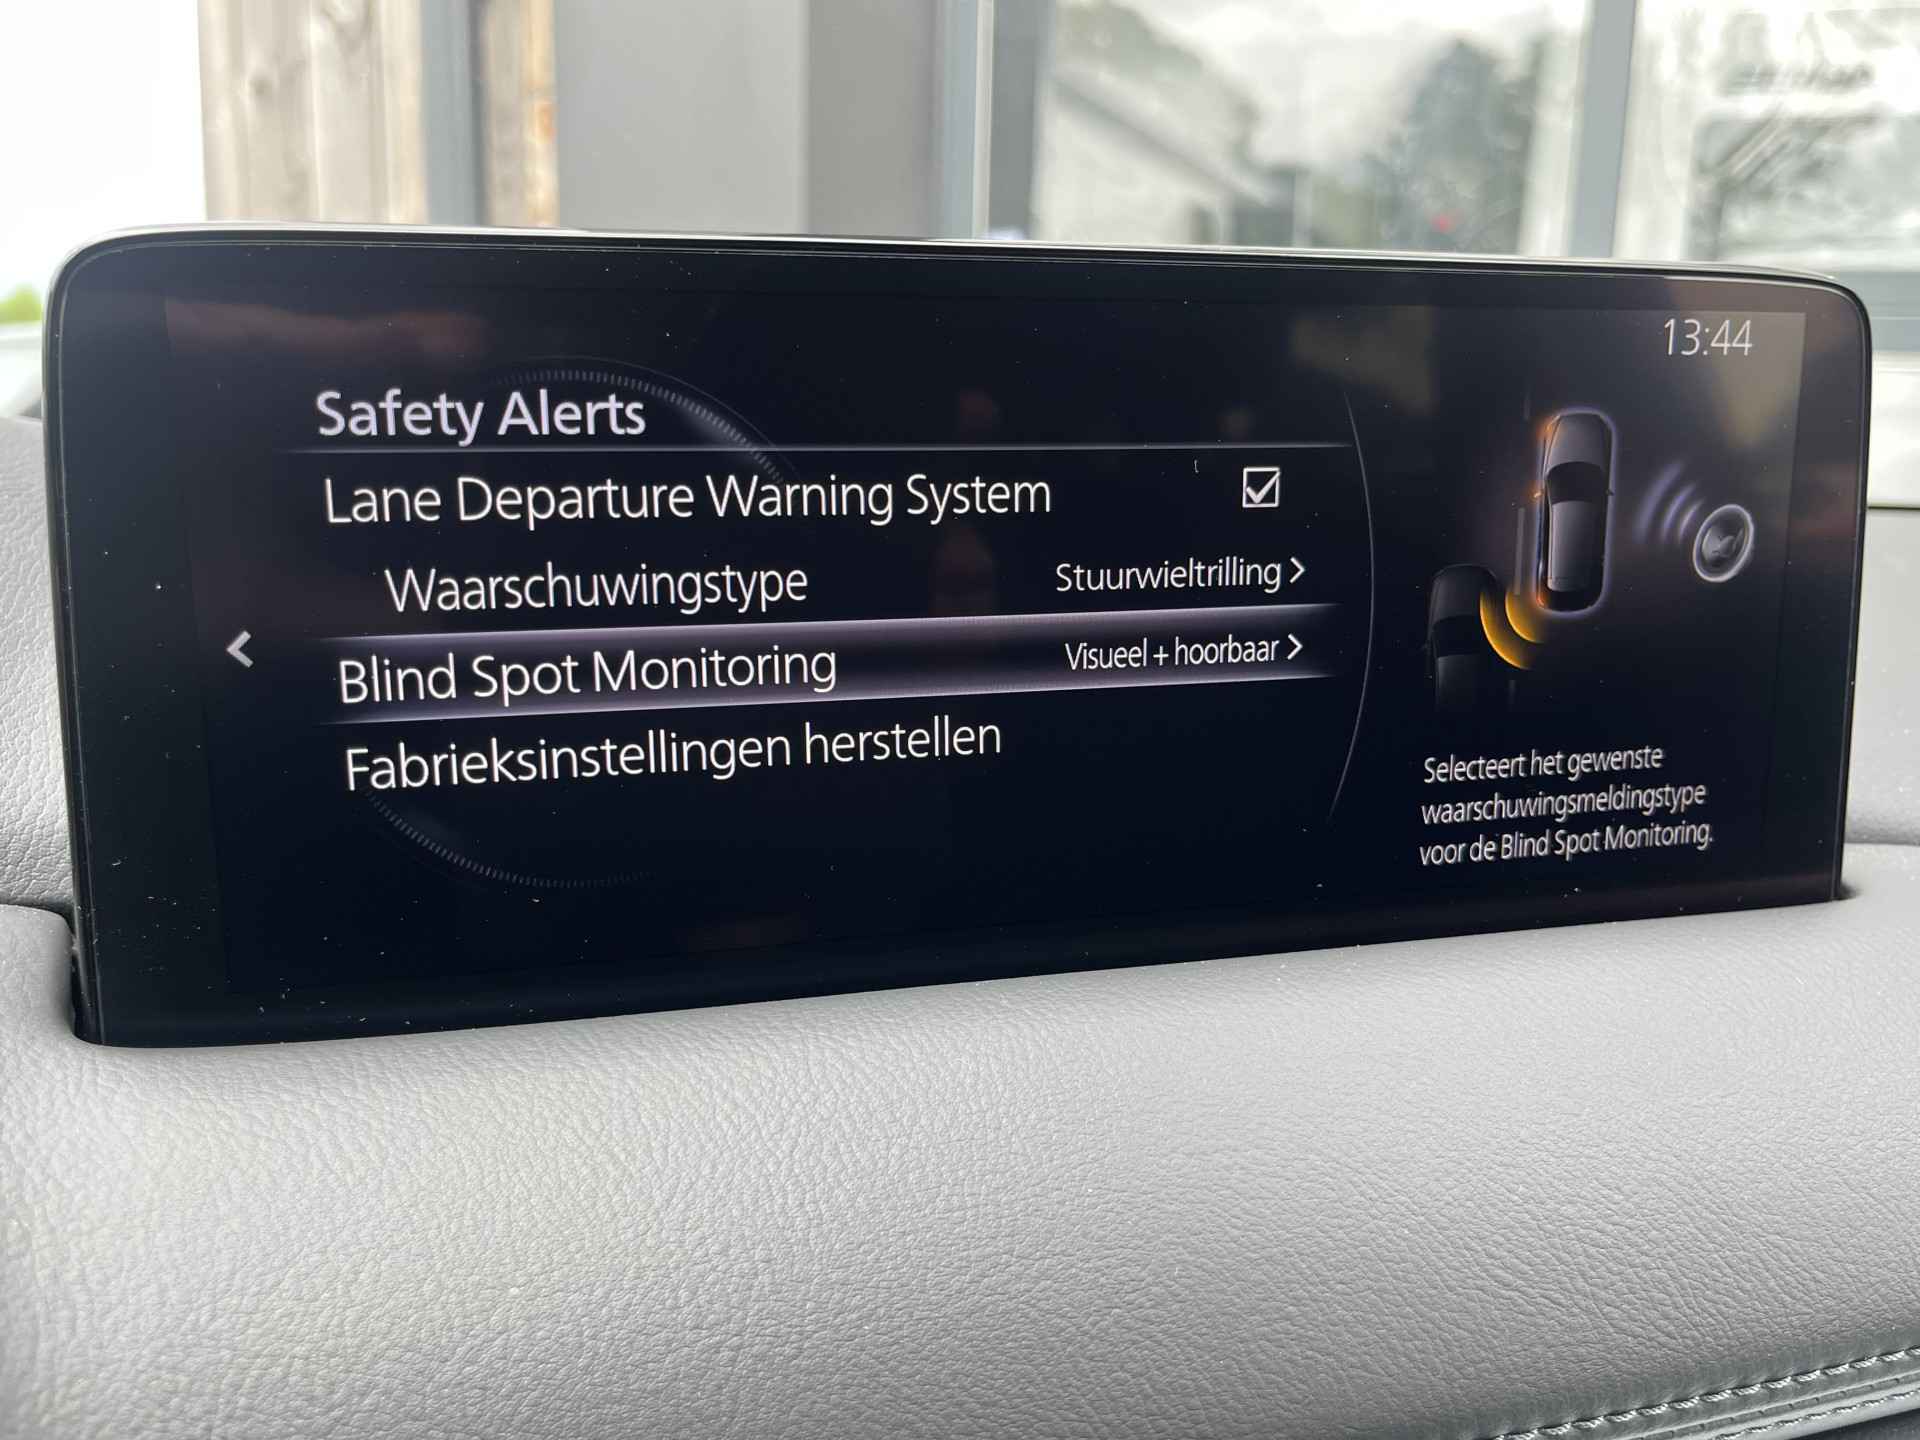 13:44
Safety Alerts
Lane Departure Warning System
Waarschuwingstype Stuurwieltrilling
Blind Spot Monitoring Visueel + hoorbaar
Fabrieksinstellingen herstellen
Selecteert het gewenste
waarschuwingsmeldingstype
voor de Blind Spot Monitoring.